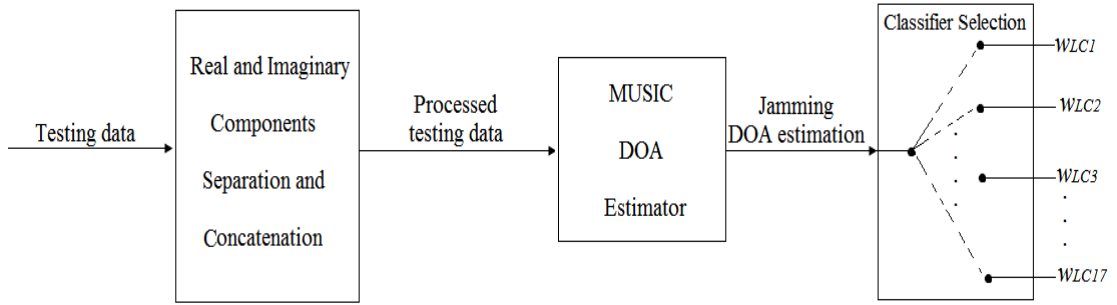 Testing data
Real and Imaginary
Components
Separation and
Concatenation
Processed
testing data
MUSIC
DOA
Estimator
Jamming
DOA estimation
Classifier Selection
WLC1
WLC2
WLC3
WLC17